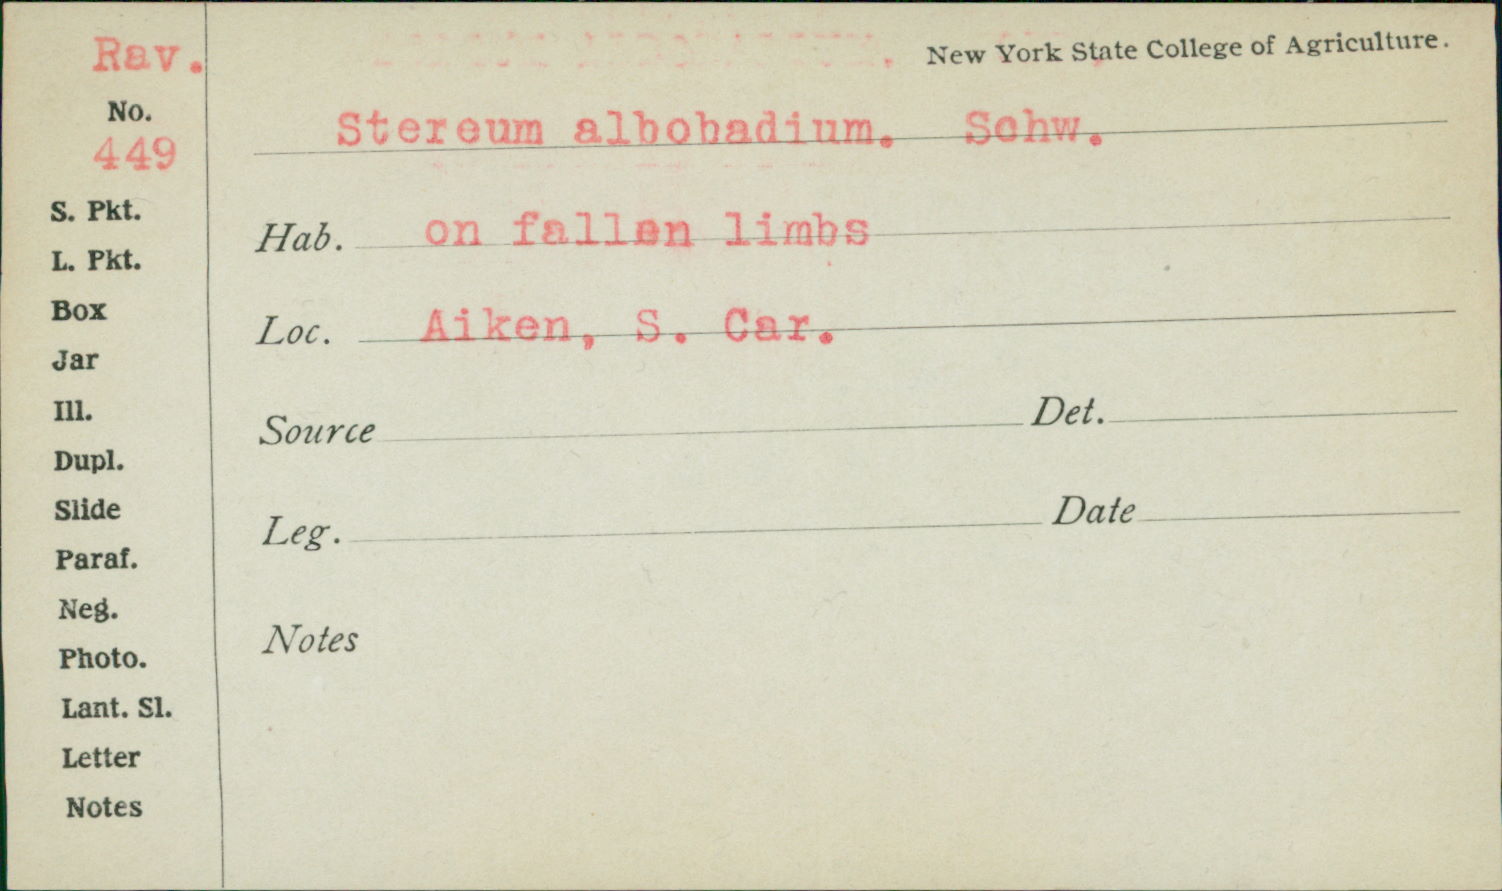 Rav.
No.
449
S. Pkt.
L. Pkt.
Box
Jar
Ill.
Dupl.
Slide
Paraf.
Neg.
Photo.
Lant. Sl.
Letter
Notes
New York State College of Agriculture.
Stereum albobadium. Schw.
Hab. on fallen limbs
Loc. Aiken, S. Car.
Source Det.
Leg. Date
Notes